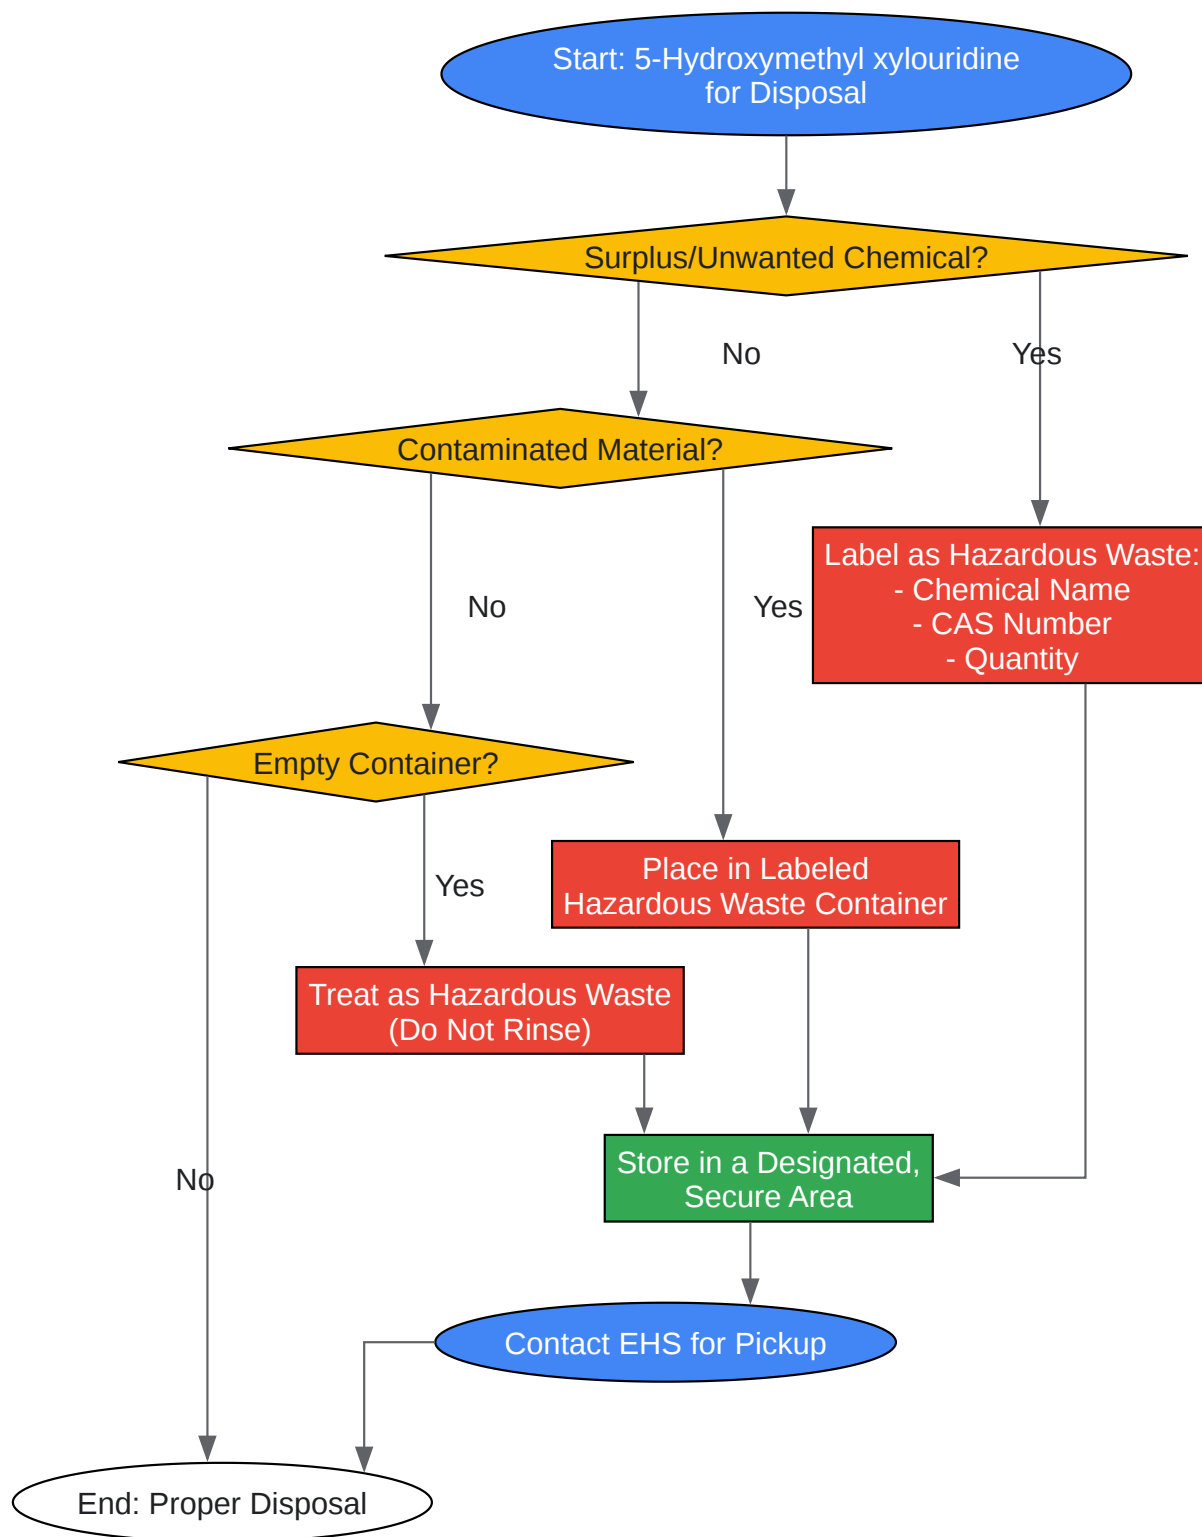 Start: 5-Hydroxymethyl xylouridine
for Disposal
Surplus/Unwanted Chemical?
No
Yes
Contaminated Material?
Label as Hazardous Waste:
- Chemical Name
- CAS Number
- Quantity
No
Yes
Empty Container?
Place in Labeled
Hazardous Waste Container
Yes
Treat as Hazardous Waste
(Do Not Rinse)
Store in a Designated,
Secure Area
No
Contact EHS for Pickup
End: Proper Disposal